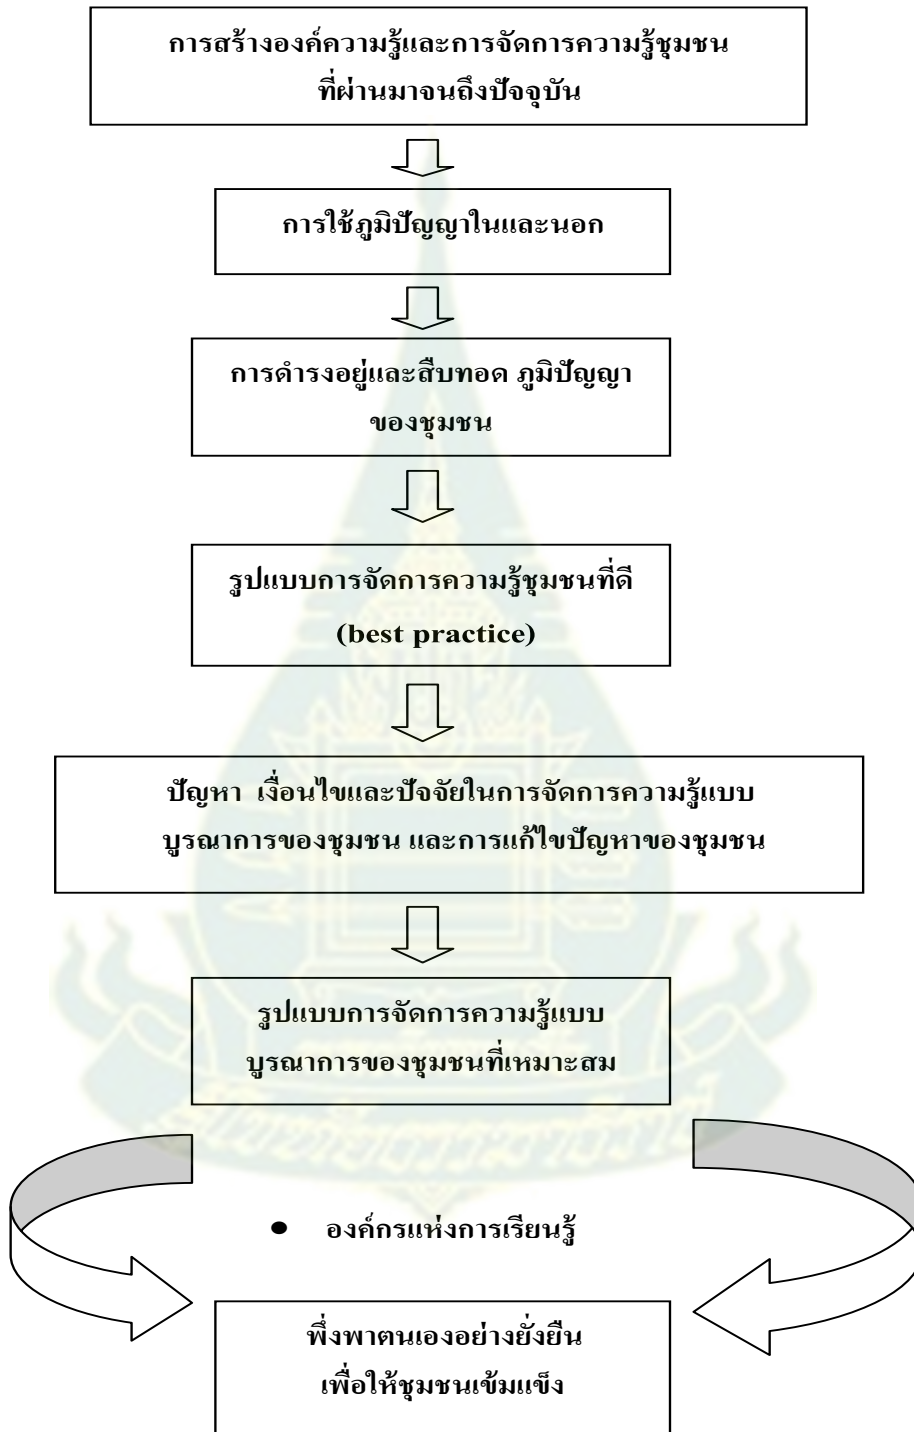 การสร้างองค์ความรู้และการจัดการความรู้ชุมชน
ที่ผ่านมาจนถึงปัจจุบัน
การใช้ภูมิปัญญาในและนอก
การดำรงอยู่และสืบทอด ภูมิปัญญา
ของชุมชน
รูปแบบการจัดการความรู้ชุมชนที่ดี
(best practice)
ปัญหา เงื่อนไขและปัจจัยในการจัดการความรู้แบบ
บูรณาการของชุมชน และการแก้ไขปัญหาของชุมชน
รูปแบบการจัดการความรู้แบบ
บูรณาการของชุมชนที่เหมาะสม
• องค์กรแห่งการเรียนรู้
พึ่งพาตนเองอย่างยั่งยืน
เพื่อให้ชุมชนเข้มแข็ง